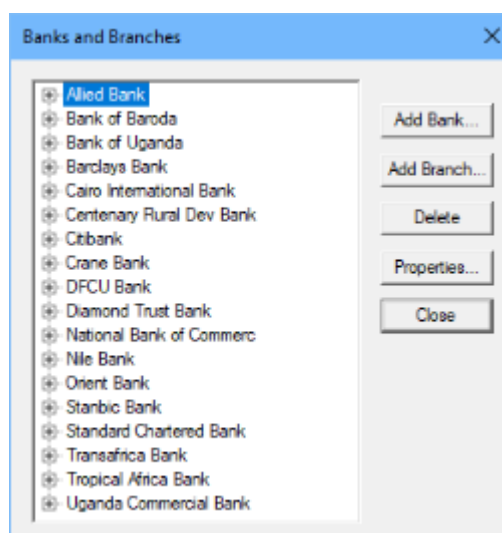 Banks and Branches
Allied Bank
Bank of Baroda
Bank of Uganda
Barclays Bank
Cairo International Bank
Centenary Rural Dev Bank
Citibank
Crane Bank
DFCU Bank
Diamond Trust Bank
National Bank of Commerc
Nile Bank
Orient Bank
Stanbic Bank
Standard Chartered Bank
Transafrica Bank
Tropical Africa Bank
Uganda Commercial Bank
Add Bank...
Add Branch...
Delete
Properties...
Close